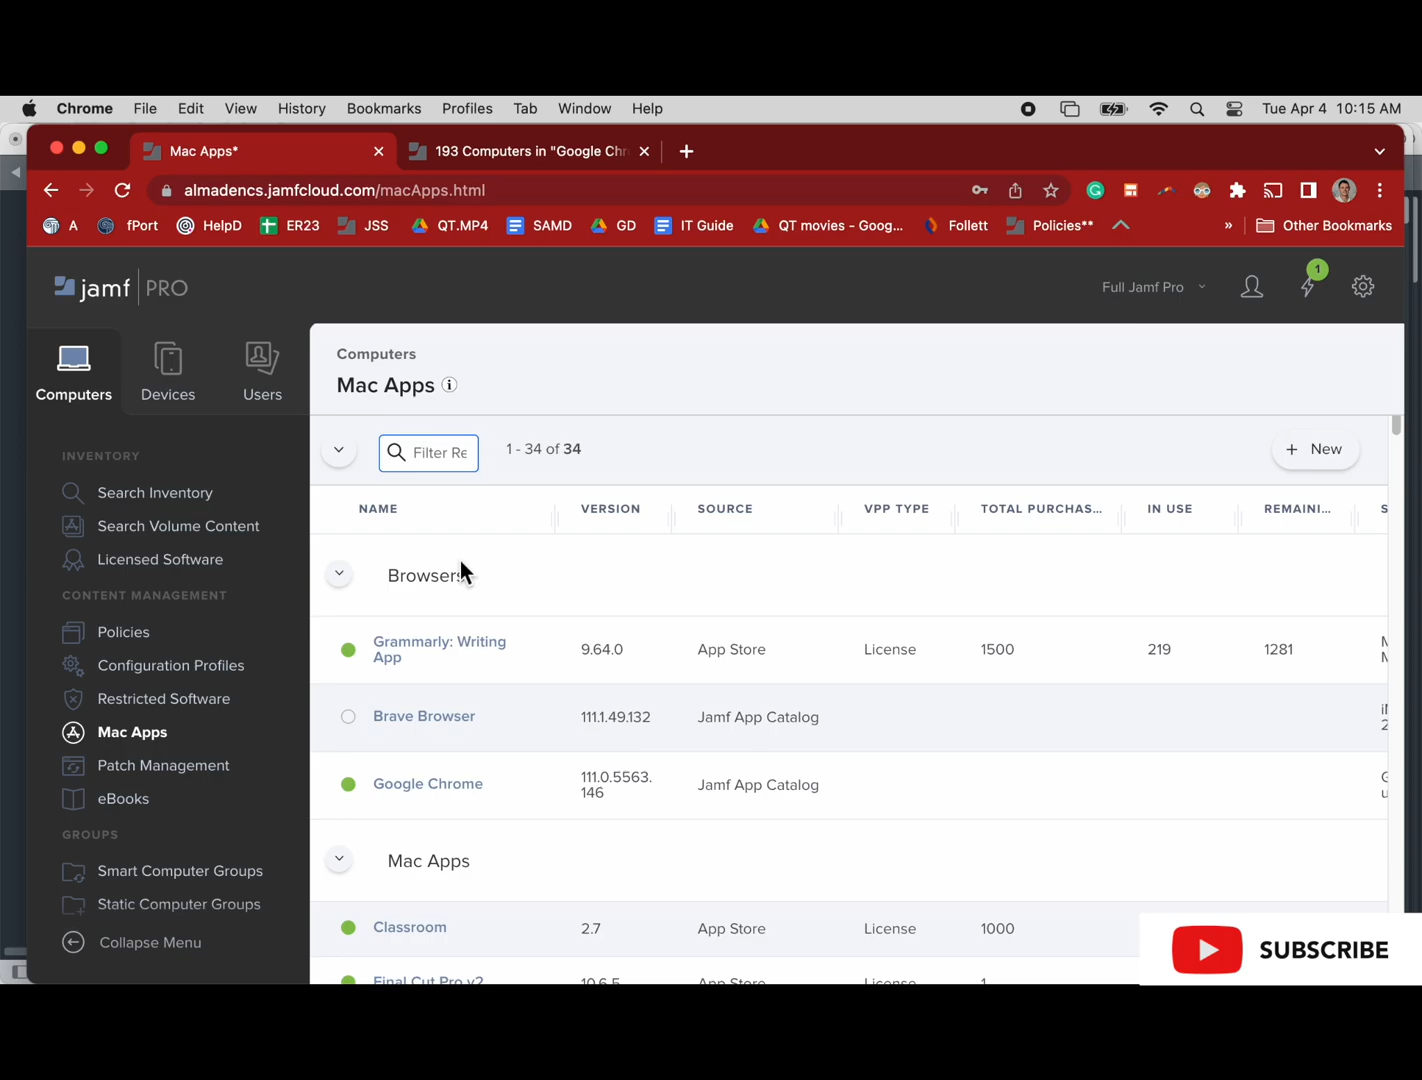 Chrome File Edit View History Bookmarks Profiles Tab Window Help Tue Apr 4 10:15 AM
Mac Apps* 193 Computers in "Google Chr
almadencs.jamfcloud.com/macApps.html
A fPort HelpD ER23 JSS QT.MP4 SAMD GD IT Guide QT movies - Goog... Follett Policies** » Other Bookmarks
jamf PRO Full Jamf Pro 1
Computers Devices Users
Computers
Mac Apps
Filter Re 1 - 34 of 34 + New
INVENTORY
Search Inventory
Search Volume Content
Licensed Software
CONTENT MANAGEMENT
Policies
Configuration Profiles
Restricted Software
Mac Apps
Patch Management
eBooks
GROUPS
Smart Computer Groups
Static Computer Groups
Collapse Menu
NAME VERSION SOURCE VPP TYPE TOTAL PURCHAS... IN USE REMAINI... S
Browsers
Grammarly: Writing
App 9.64.0 App Store License 1500 219 1281
Brave Browser 111.1.49.132 Jamf App Catalog
Google Chrome 111.0.5563.
146 Jamf App Catalog
Mac Apps
Classroom 2.7 App Store License 1000
Final Cut Pro v2 10.6.5 App Store License 1
SUBSCRIBE